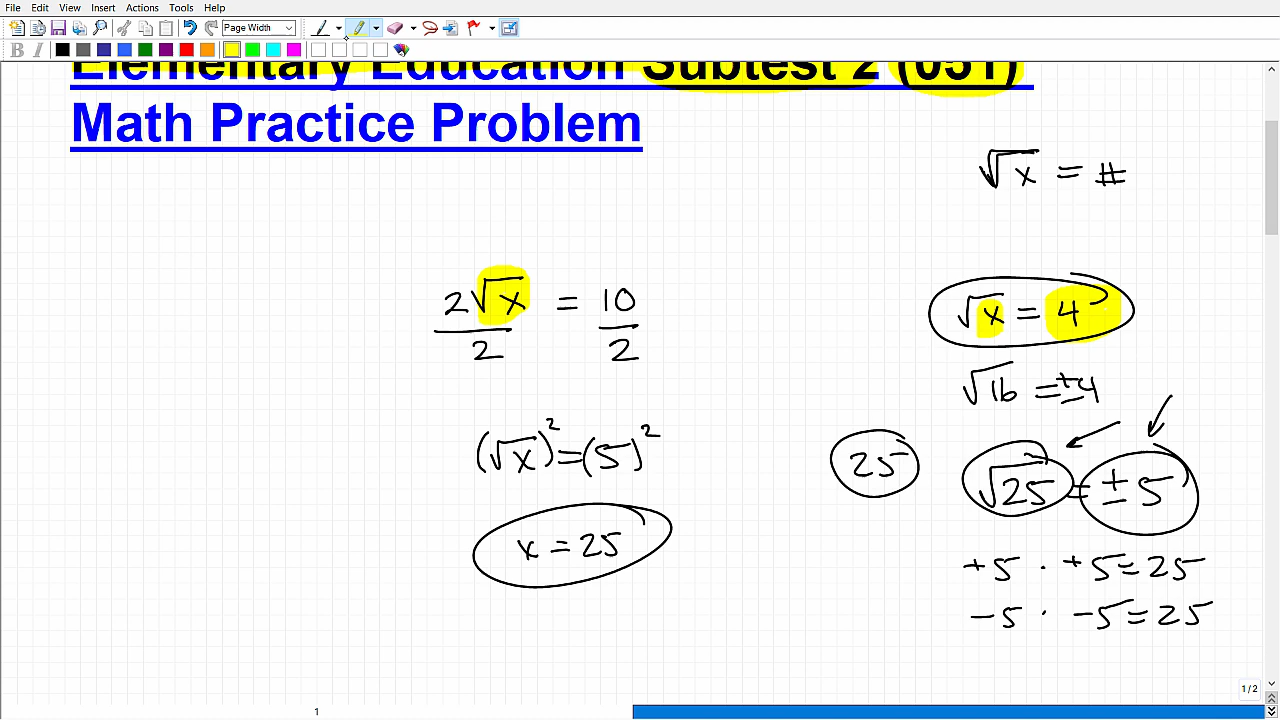 File Edit View Insert Actions Tools Help
Page Width
B I
Elementary Education Subtest 2 (051)
Math Practice Problem
√x = #
2√x = 10
2 2
(√x)² = (5)²
x = 25
√x = 4
√16 = ±4
25
√25 = ±5
+5 · +5 = 25
-5 · -5 = 25
1/2
1